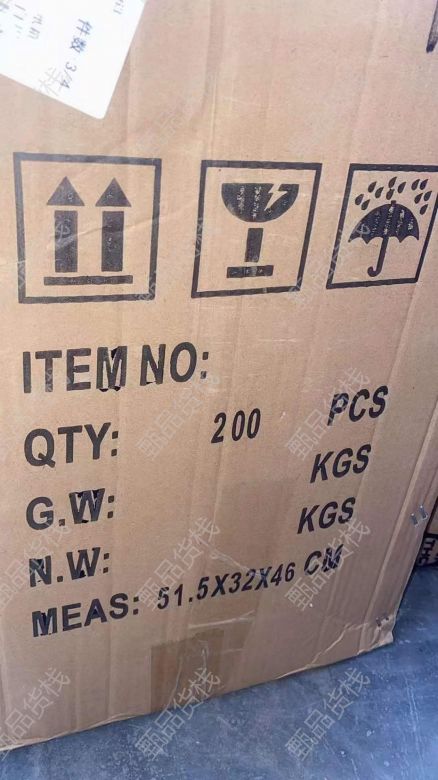 件数 3/4
ITEM NO:
QTY: 200 PCS
G.W: KGS
N.W: KGS
MEAS: 51.5X32X46 CM
甄品货栈